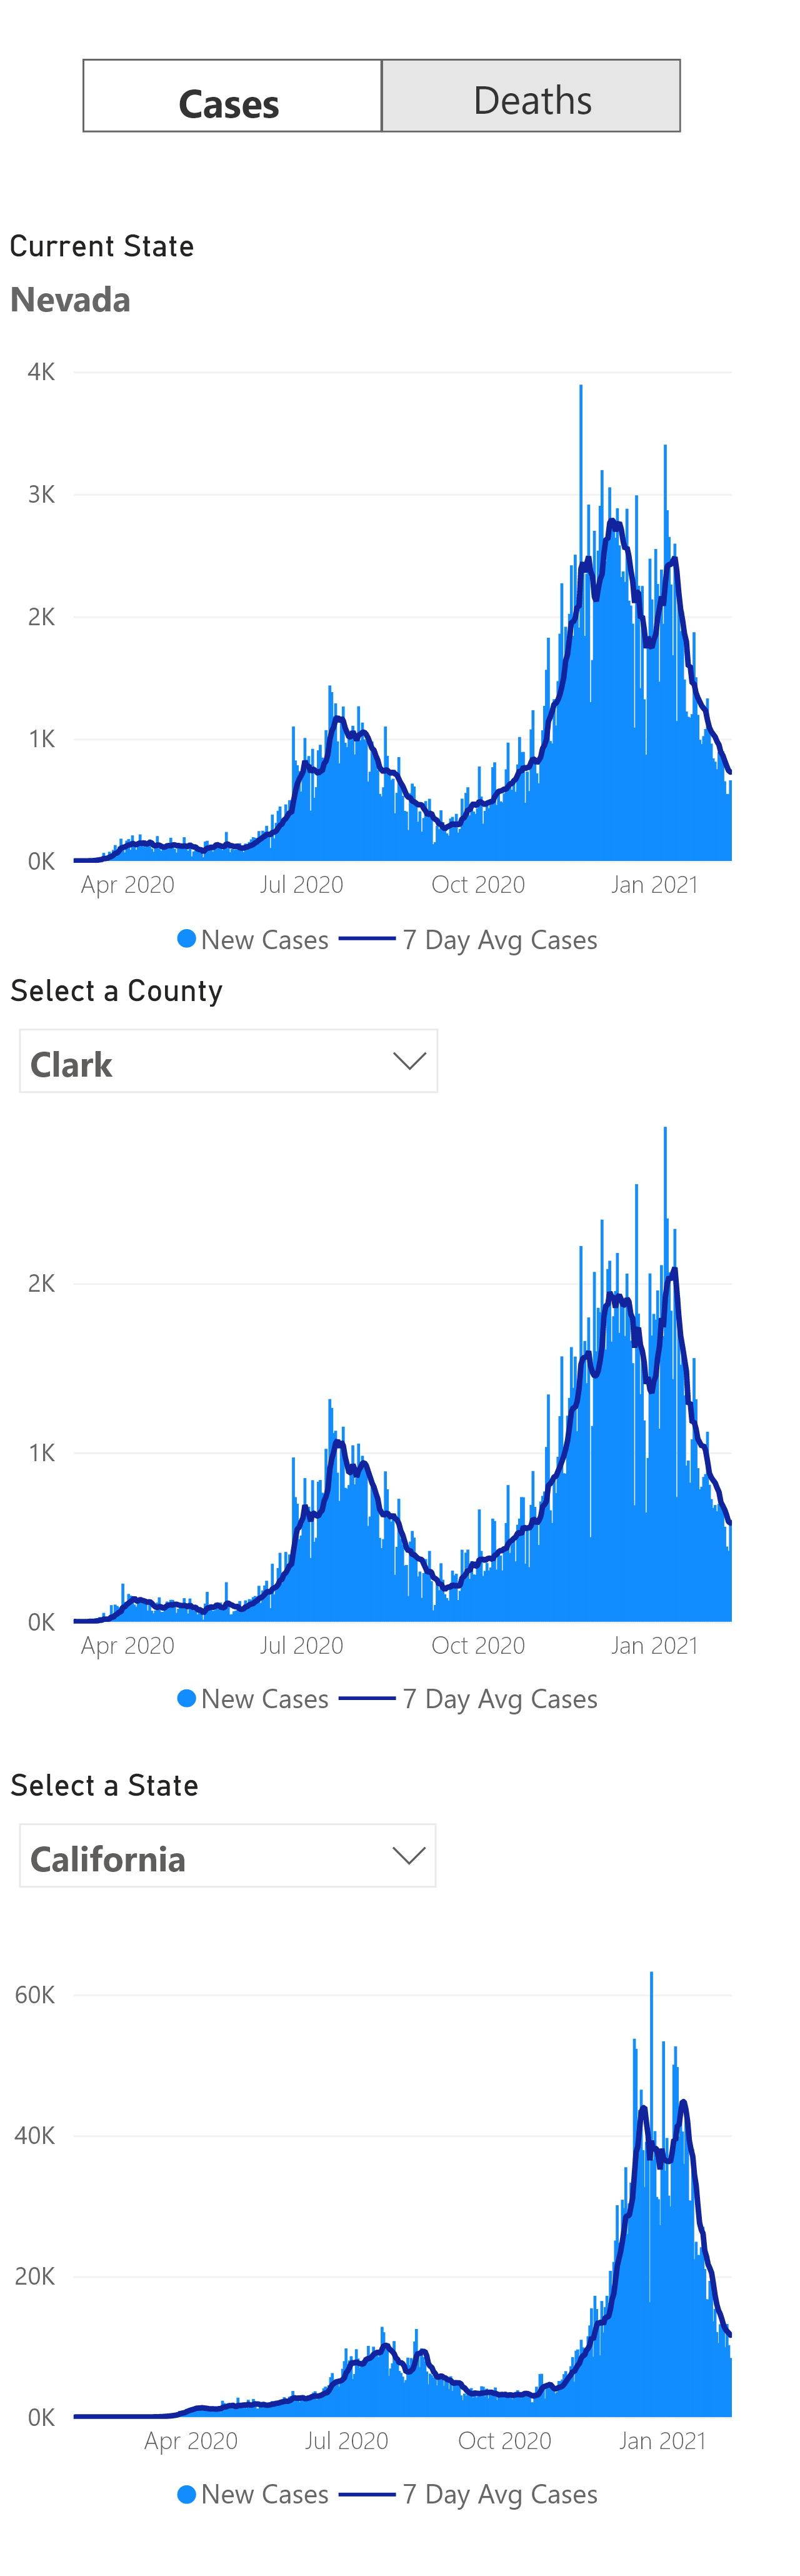 Cases Deaths
Current State
Nevada
4K
3K
2K
1K
0K
Apr 2020 Jul 2020 Oct 2020 Jan 2021
New Cases 7 Day Avg Cases
Select a County
Clark
2K
1K
0K
Apr 2020 Jul 2020 Oct 2020 Jan 2021
New Cases 7 Day Avg Cases
Select a State
California
60K
40K
20K
0K
Apr 2020 Jul 2020 Oct 2020 Jan 2021
New Cases 7 Day Avg Cases